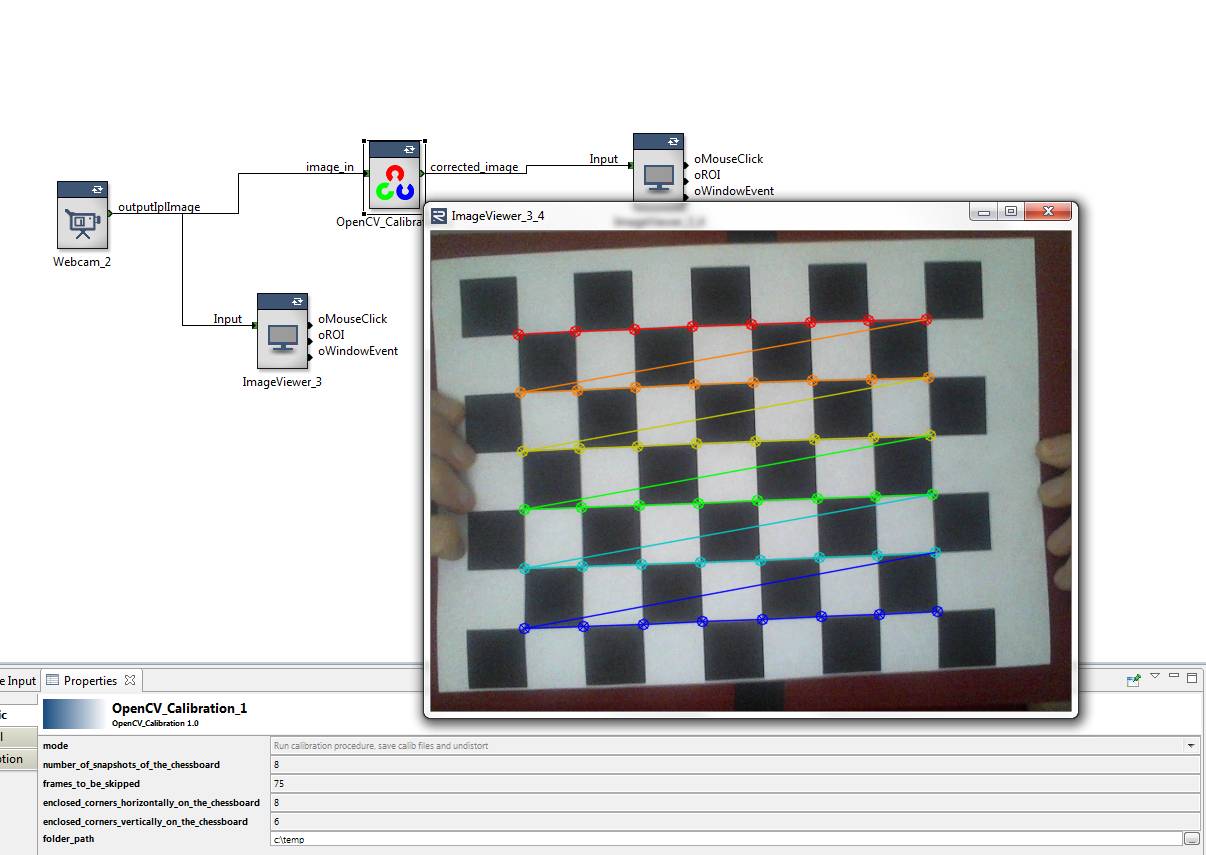 image_in
corrected_image
Input
oMouseClick
oROI
oWindowEvent
outputIplImage
OpenCV_Calibra
Webcam_2
ImageViewer_3_4
Input
oMouseClick
oROI
oWindowEvent
ImageViewer_3
e Input
Properties
ic
OpenCV_Calibration_1
OpenCV_Calibration 1.0
l
otion
mode
Run calibration procedure, save calib files and undistort
number_of_snapshots_of_the_chessboard
8
frames_to_be_skipped
75
enclosed_corners_horizontally_on_the_chessboard
8
enclosed_corners_vertically_on_the_chessboard
6
folder_path
c:\temp
...